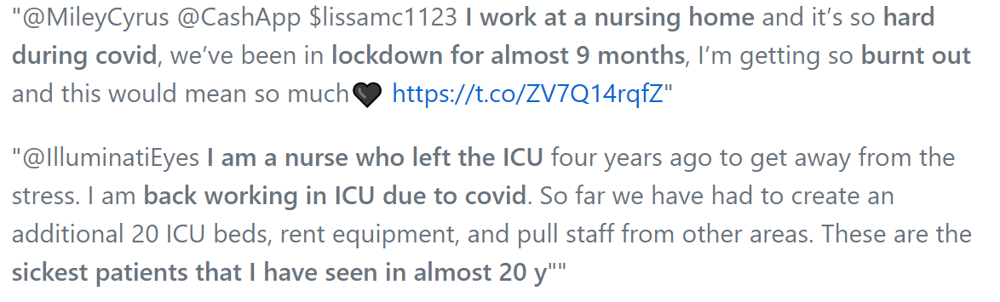 "@MileyCyrus @CashApp $lissamc1123 I work at a nursing home and it’s so hard
during covid, we’ve been in lockdown for almost 9 months, I’m getting so burnt out
and this would mean so much🖤 https://t.co/ZV7Q14rqfZ"
"@IlluminatiEyes I am a nurse who left the ICU four years ago to get away from the
stress. I am back working in ICU due to covid. So far we have had to create an
additional 20 ICU beds, rent equipment, and pull staff from other areas. These are the
sickest patients that I have seen in almost 20 y""